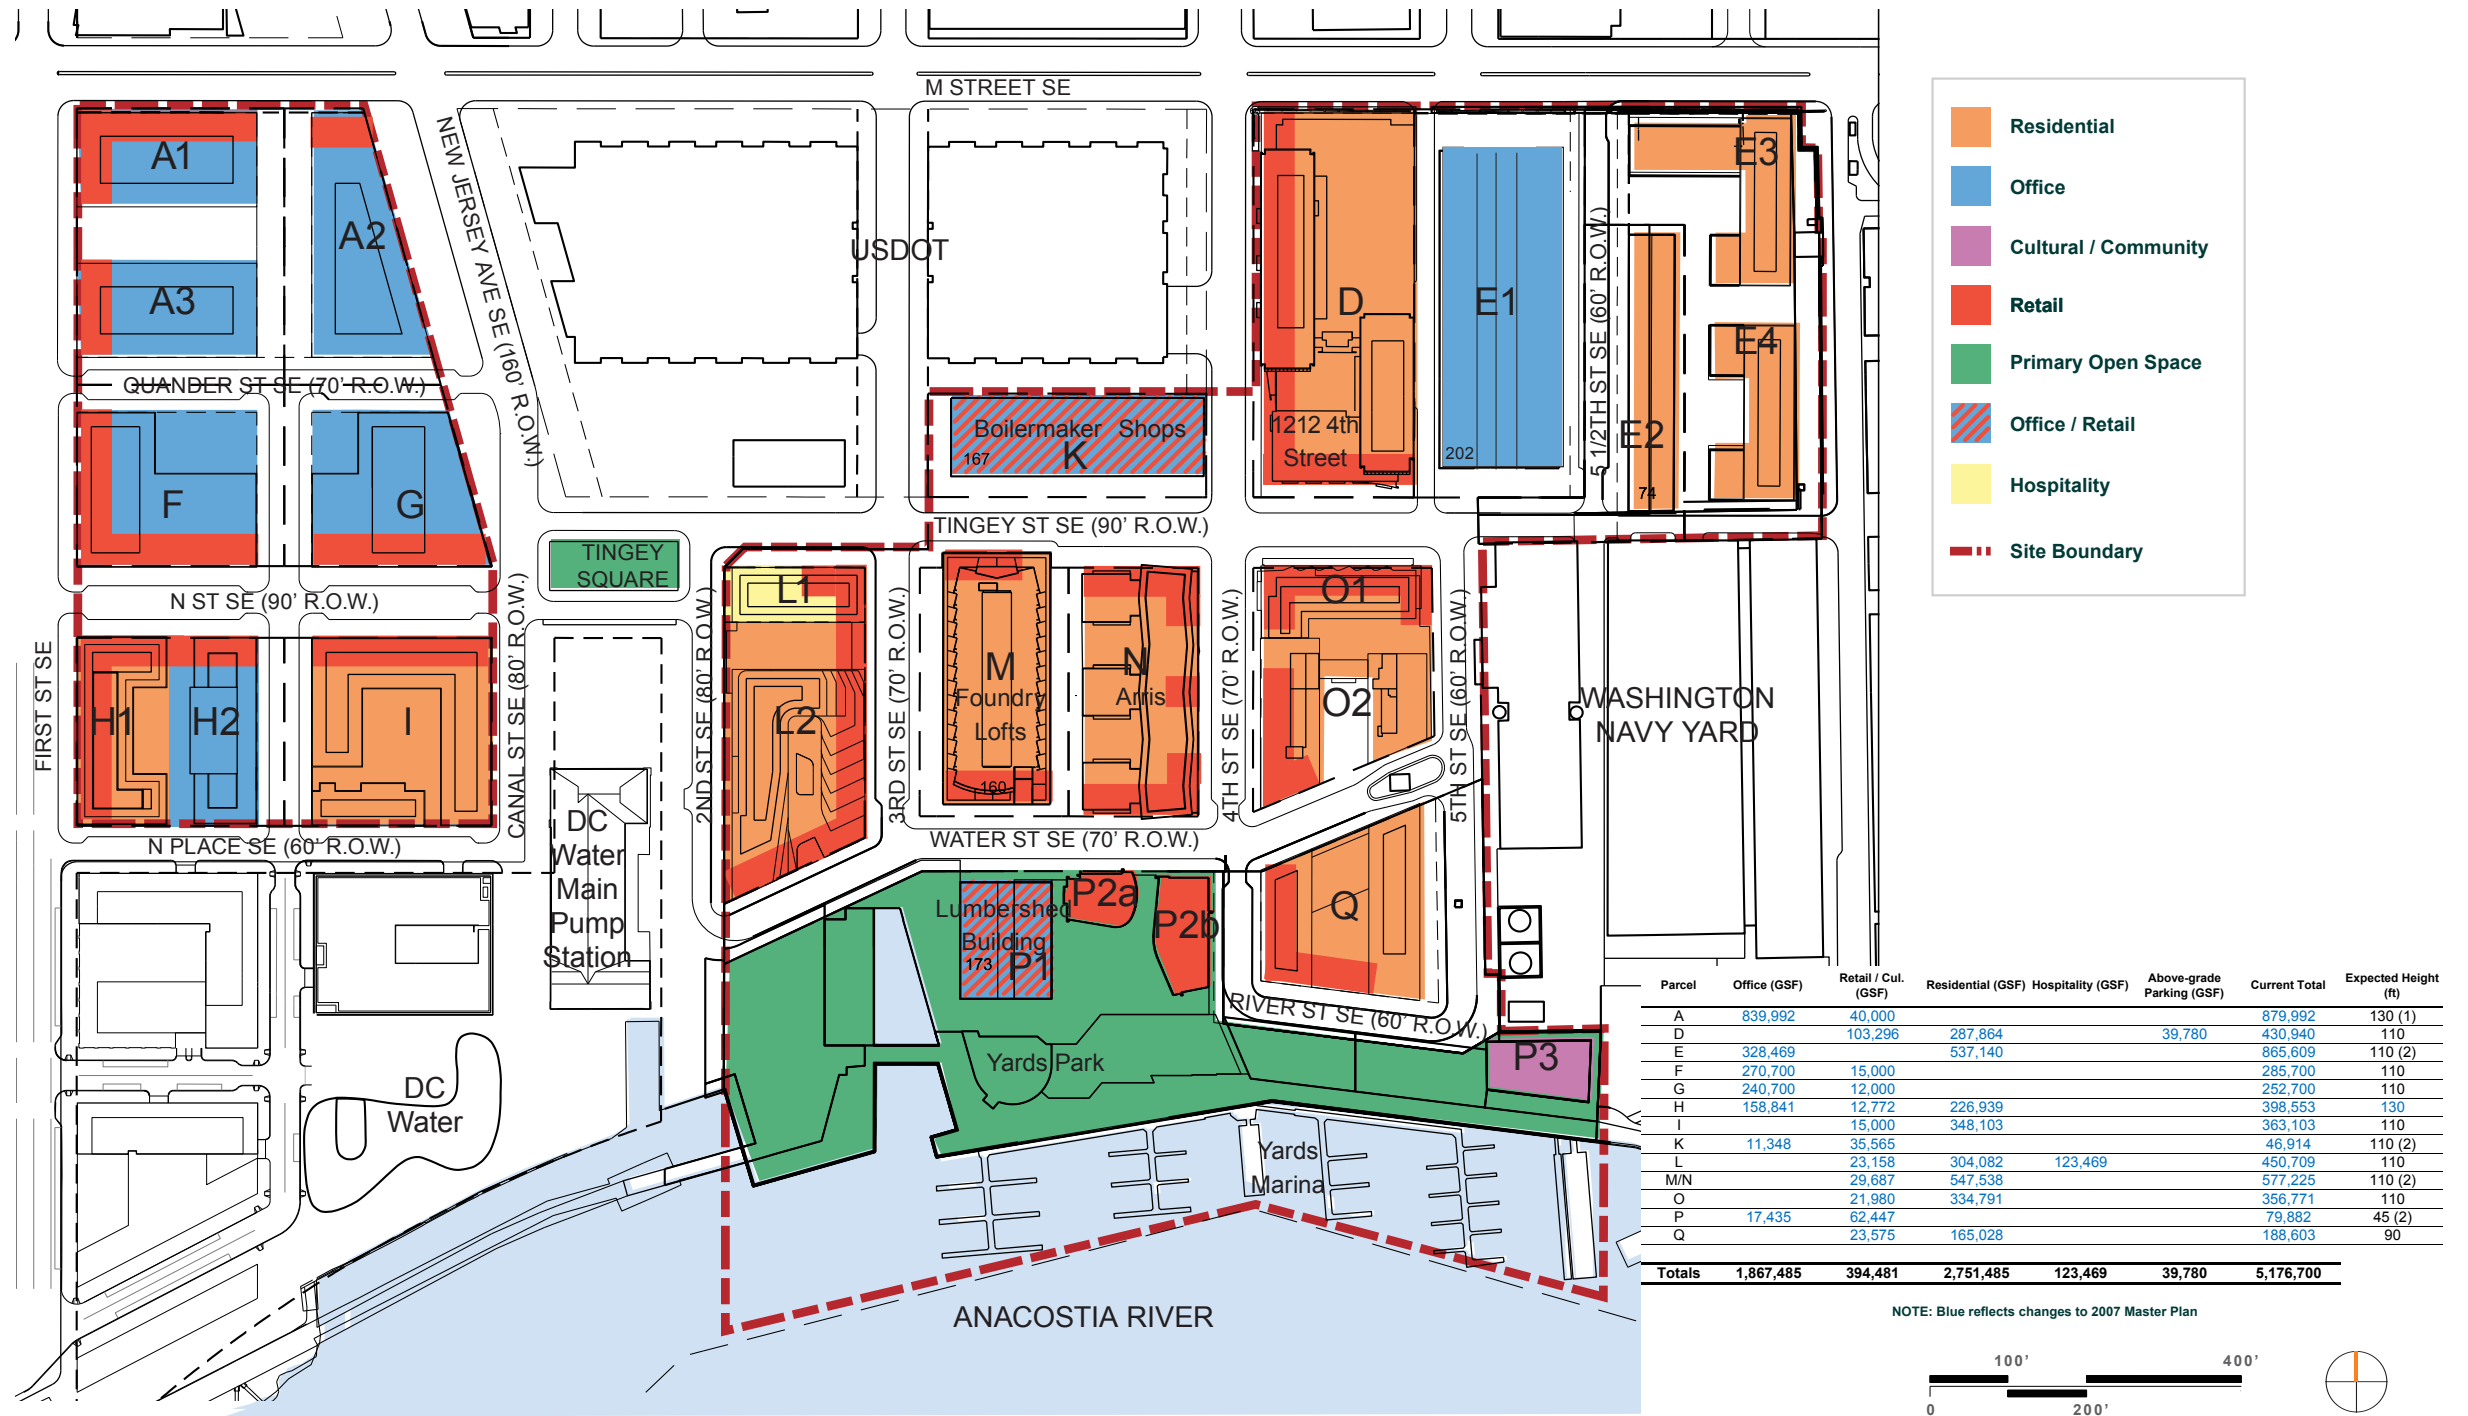 M STREET SE
NEW JERSEY AVE SE (160' R.O.W.)
A1
A2
A3
QUANDER ST SE (70' R.O.W.)
F
G
N ST SE (90' R.O.W.)
FIRST ST SE
H1
H2
I
CANAL ST SE (80' R.O.W.)
N PLACE SE (60' R.O.W.)
USDOT
Boilermaker Shops
167
K
D
1212 4th
Street
E1
202
5 1/2TH ST SE (60' R.O.W.)
E2
74
E3
E4
TINGEY ST SE (90' R.O.W.)
TINGEY
SQUARE
2ND ST SE (80' R.O.W.)
L1
L2
3RD ST SE (70' R.O.W.)
M
Foundry
Lofts
160
N
Arris
4TH ST SE (70' R.O.W.)
O1
O2
5TH ST SE (60' R.O.W.)
WASHINGTON
NAVY YARD
DC
Water
Main
Pump
Station
WATER ST SE (70' R.O.W.)
Lumbershed
Building
173
P1
P2a
P2b
Q
RIVER ST SE (60' R.O.W.)
Yards Park
P3
DC
Water
Yards
Marina
ANACOSTIA RIVER
Residential
Office
Cultural / Community
Retail
Primary Open Space
Office / Retail
Hospitality
Site Boundary
Parcel Office (GSF) Retail / Cul. (GSF) Residential (GSF) Hospitality (GSF) Above-grade Parking (GSF) Current Total Expected Height (ft)
A 839,992 40,000 879,992 130 (1)
D 103,296 287,864 39,780 430,940 110
E 328,469 537,140 865,609 110 (2)
F 270,700 15,000 285,700 110
G 240,700 12,000 252,700 110
H 158,841 12,772 226,939 398,553 130
I 15,000 348,103 363,103 110
K 11,348 35,565 46,914 110 (2)
L 23,158 304,082 123,469 450,709 110
M/N 29,687 547,538 577,225 110 (2)
O 21,980 334,791 356,771 110
P 17,435 62,447 79,882 45 (2)
Q 23,575 165,028 188,603 90
Totals 1,867,485 394,481 2,751,485 123,469 39,780 5,176,700
NOTE: Blue reflects changes to 2007 Master Plan
100' 400'
0 200'